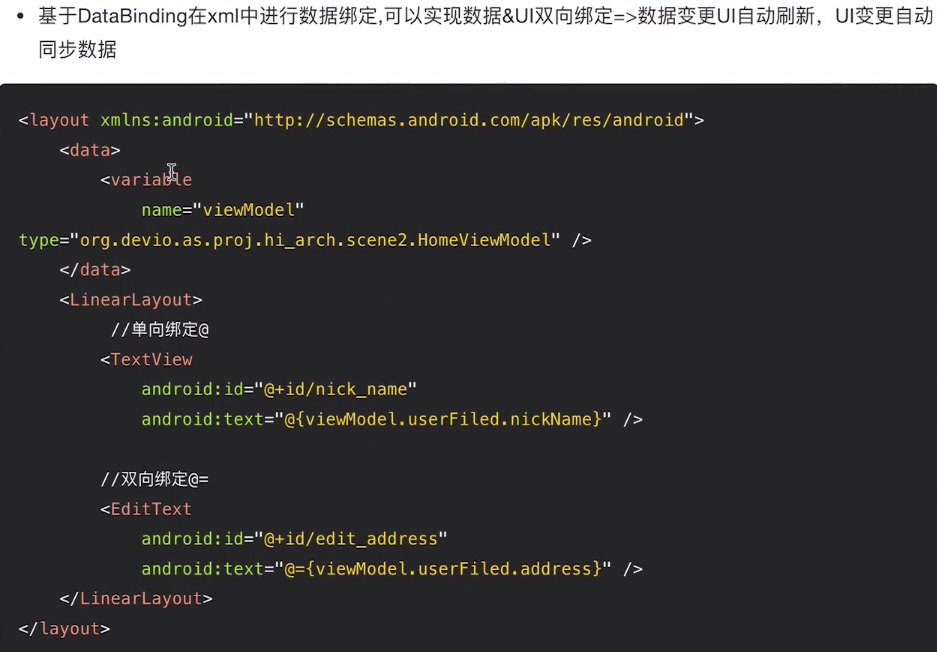 • 基于DataBinding在xml中进行数据绑定,可以实现数据&UI双向绑定=>数据变更UI自动刷新，UI变更自动
同步数据
<layout xmlns:android="http://schemas.android.com/apk/res/android">
    <data>
        <variable
            name="viewModel"
type="org.devio.as.proj.hi_arch.scene2.HomeViewModel" />
    </data>
    <LinearLayout>
         //单向绑定@
        <TextView
            android:id="@+id/nick_name"
            android:text="@{viewModel.userFiled.nickName}" />
        //双向绑定@=
        <EditText
            android:id="@+id/edit_address"
            android:text="@={viewModel.userFiled.address}" />
    </LinearLayout>
</layout>